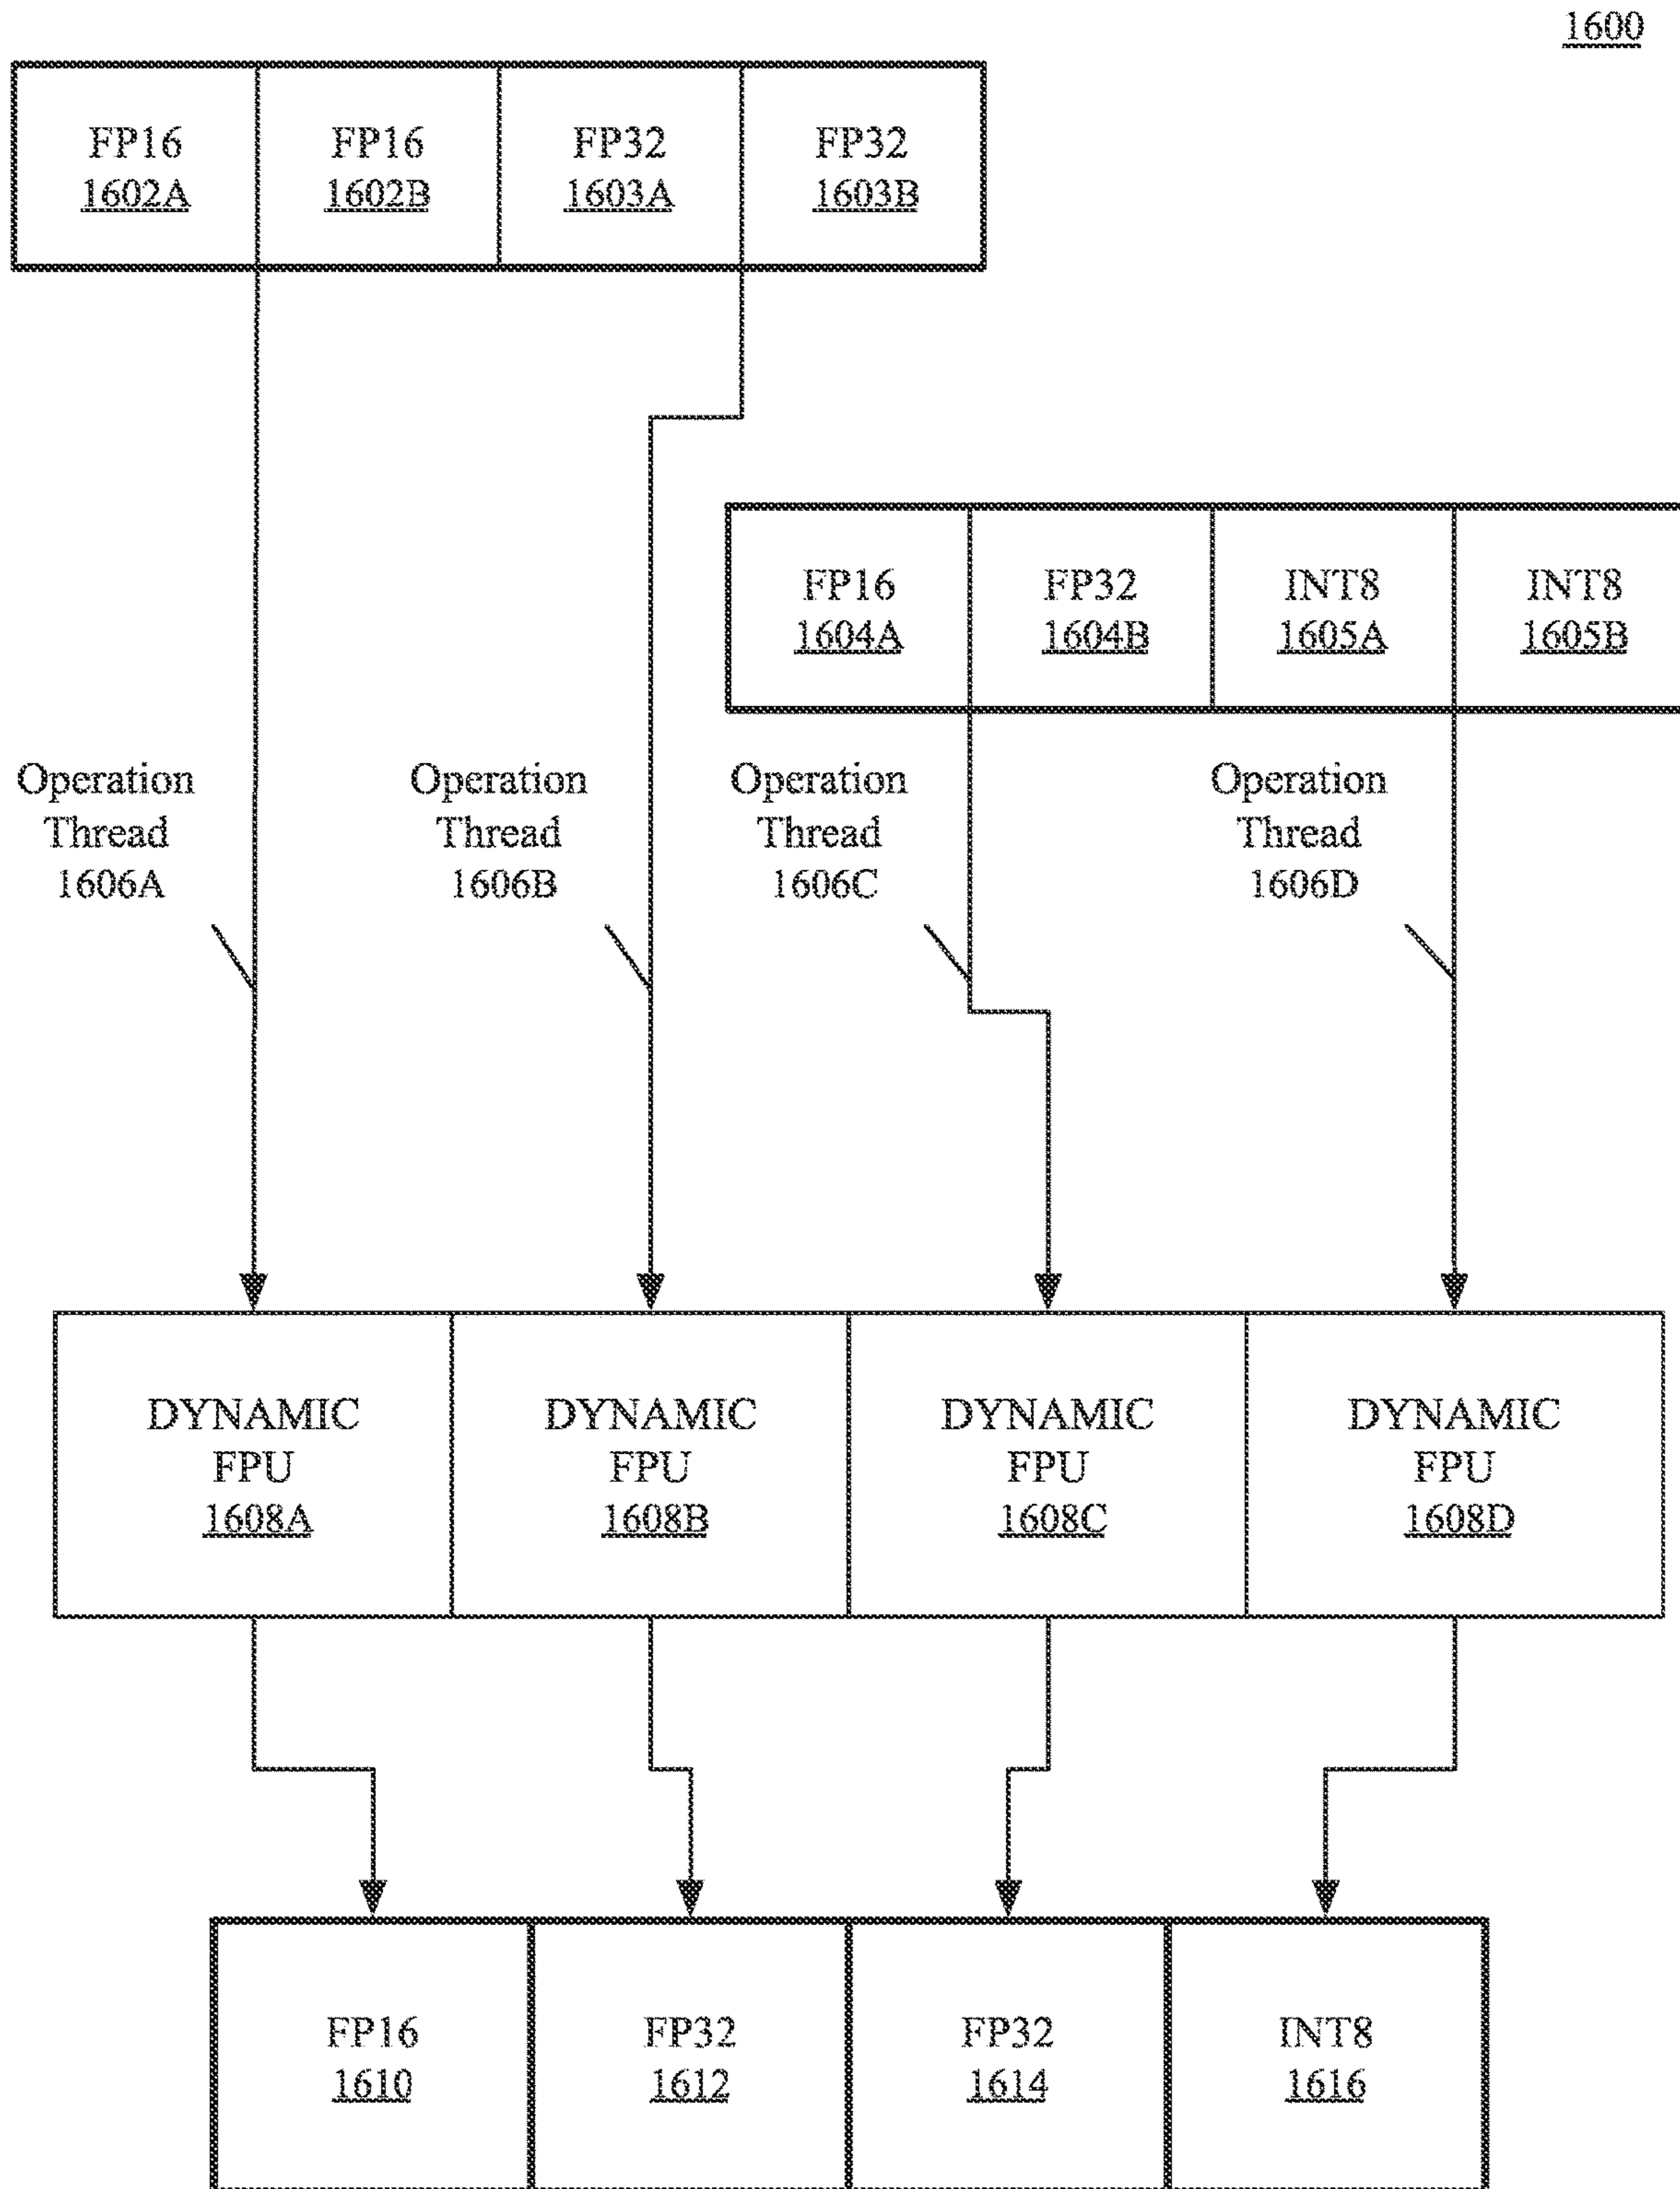 1600
FP16
1602A
FP16
1602B
FP32
1603A
FP32
1603B
FP16
1604A
FP32
1604B
INT8
1605A
INT8
1605B
Operation
Thread
1606A
Operation
Thread
1606B
Operation
Thread
1606C
Operation
Thread
1606D
DYNAMIC
FPU
1608A
DYNAMIC
FPU
1608B
DYNAMIC
FPU
1608C
DYNAMIC
FPU
1608D
FP16
1610
FP32
1612
FP32
1614
INT8
1616